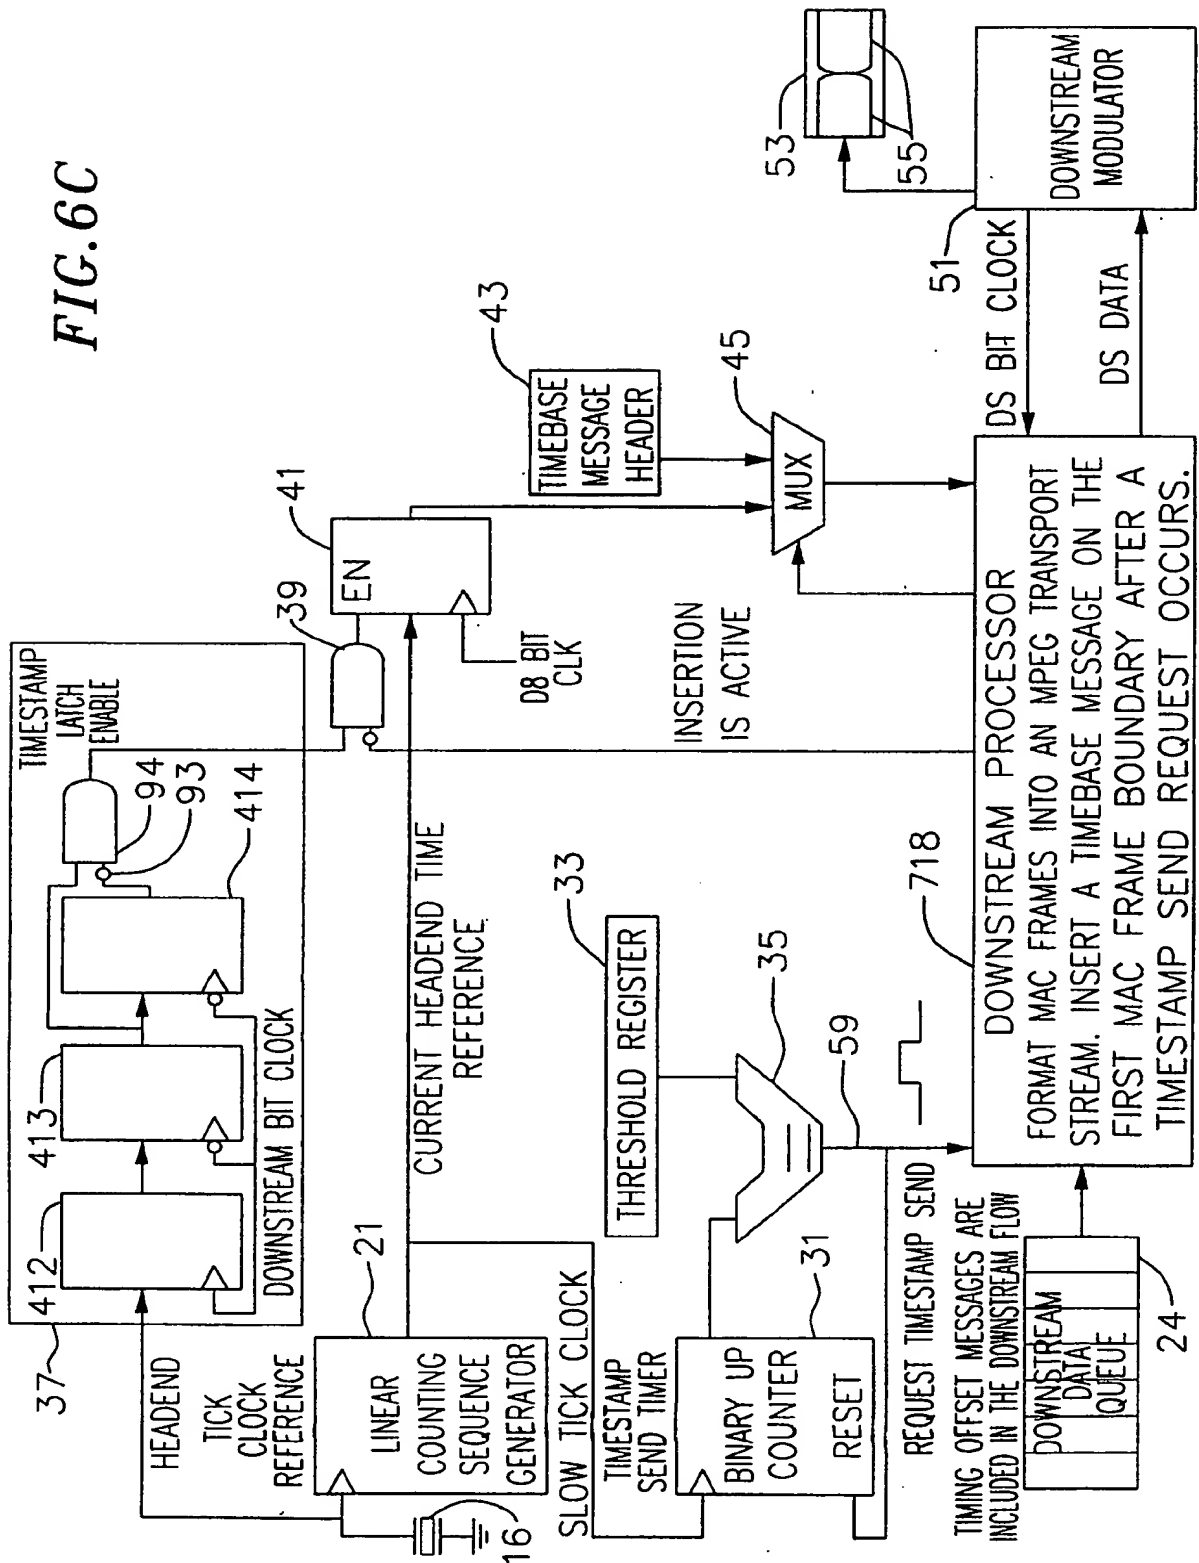 FIG.6C
37
412
413
414
93
94
TIMESTAMP
LATCH
ENABLE
DOWNSTREAM BIT CLOCK
HEADEND
TICK
CLOCK
REFERENCE
16
21
LINEAR
COUNTING
SEQUENCE
GENERATOR
CURRENT HEADEND TIME
REFERENCE
39
41
EN
D8 BIT
CLK
43
TIMEBASE
MESSAGE
HEADER
45
MUX
INSERTION
IS ACTIVE
SLOW TICK CLOCK
TIMESTAMP
SEND TIMER
31
BINARY UP
COUNTER
RESET
33
THRESHOLD REGISTER
35
59
REQUEST TIMESTAMP SEND
718
TIMING OFFSET MESSAGES ARE
INCLUDED IN THE DOWNSTREAM FLOW
DOWNSTREAM
DATA
QUEUE
24
DOWNSTREAM PROCESSOR
FORMAT MAC FRAMES INTO AN MPEG TRANSPORT
STREAM. INSERT A TIMEBASE MESSAGE ON THE
FIRST MAC FRAME BOUNDARY AFTER A
TIMESTAMP SEND REQUEST OCCURS.
DS BIT CLOCK
DS DATA
51
DOWNSTREAM
MODULATOR
53
55